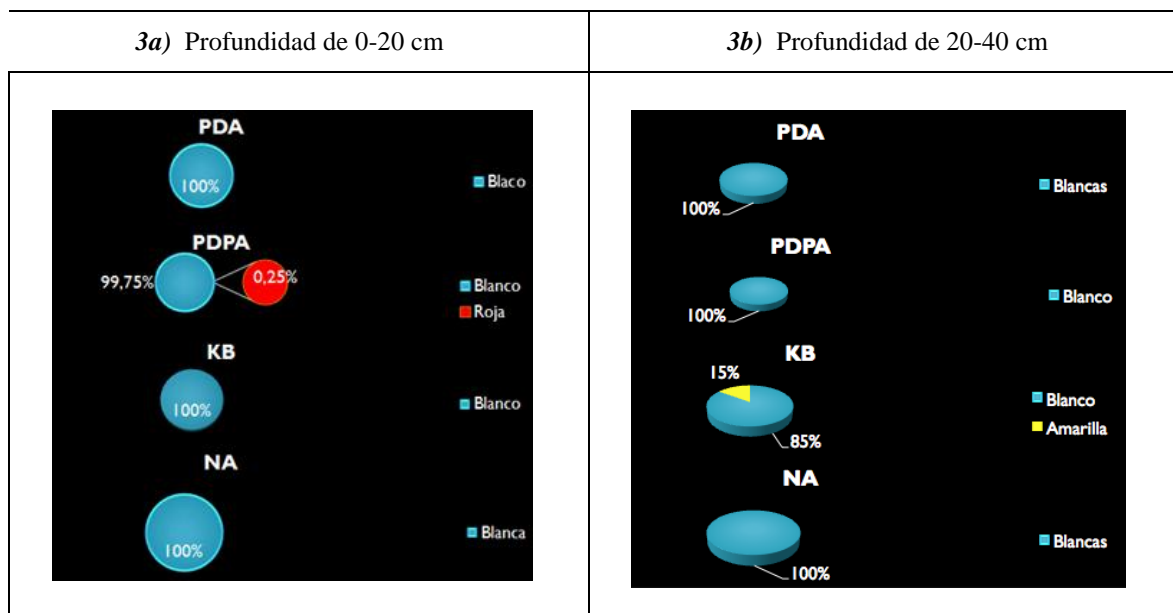 3a) Profundidad de 0-20 cm
3b) Profundidad de 20-40 cm
PDA
100%
Blaco
PDPA
99,75%
0,25%
Blanco
Roja
KB
100%
Blanco
NA
100%
Blanca
PDA
100%
Blancas
PDPA
100%
Blanco
KB
15%
85%
Blanco
Amarilla
NA
100%
Blancas